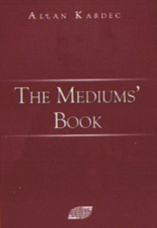 ALLAN KARDEC
THE MEDIUMS'
BOOK